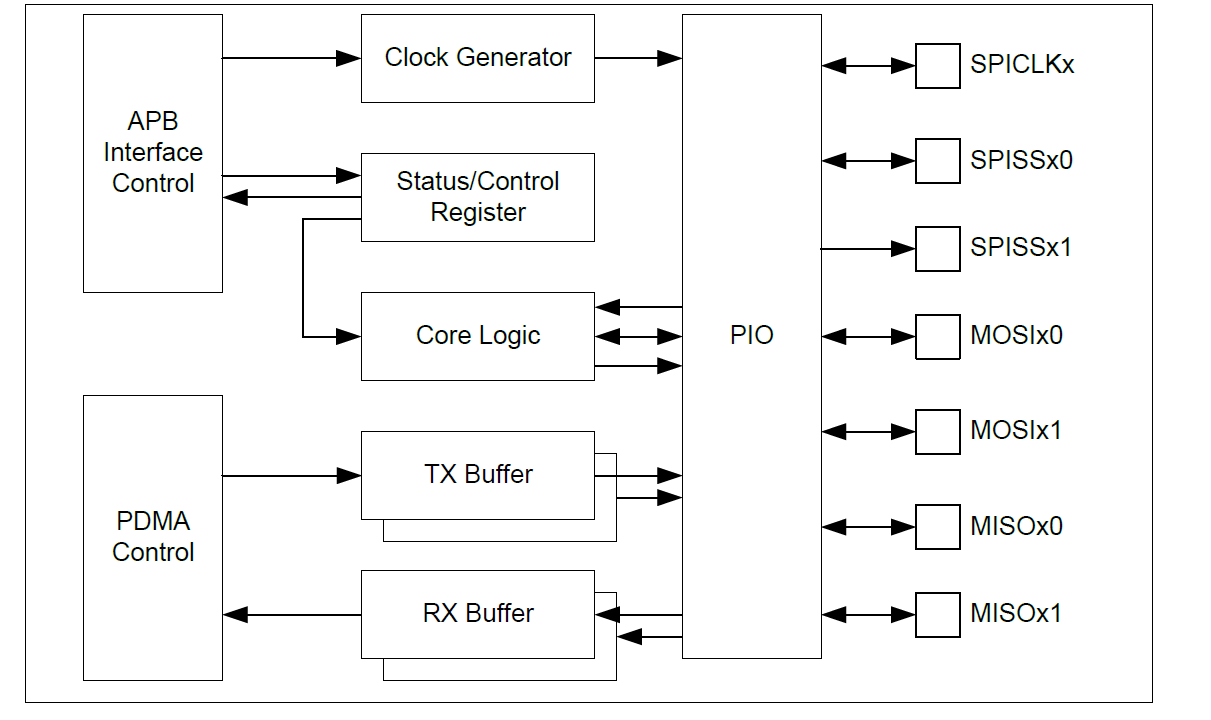 APB
Interface
Control
Clock Generator
Status/Control
Register
Core Logic
PDMA
Control
TX Buffer
RX Buffer
PIO
SPICLKx
SPISSx0
SPISSx1
MOSIx0
MOSIx1
MISOx0
MISOx1